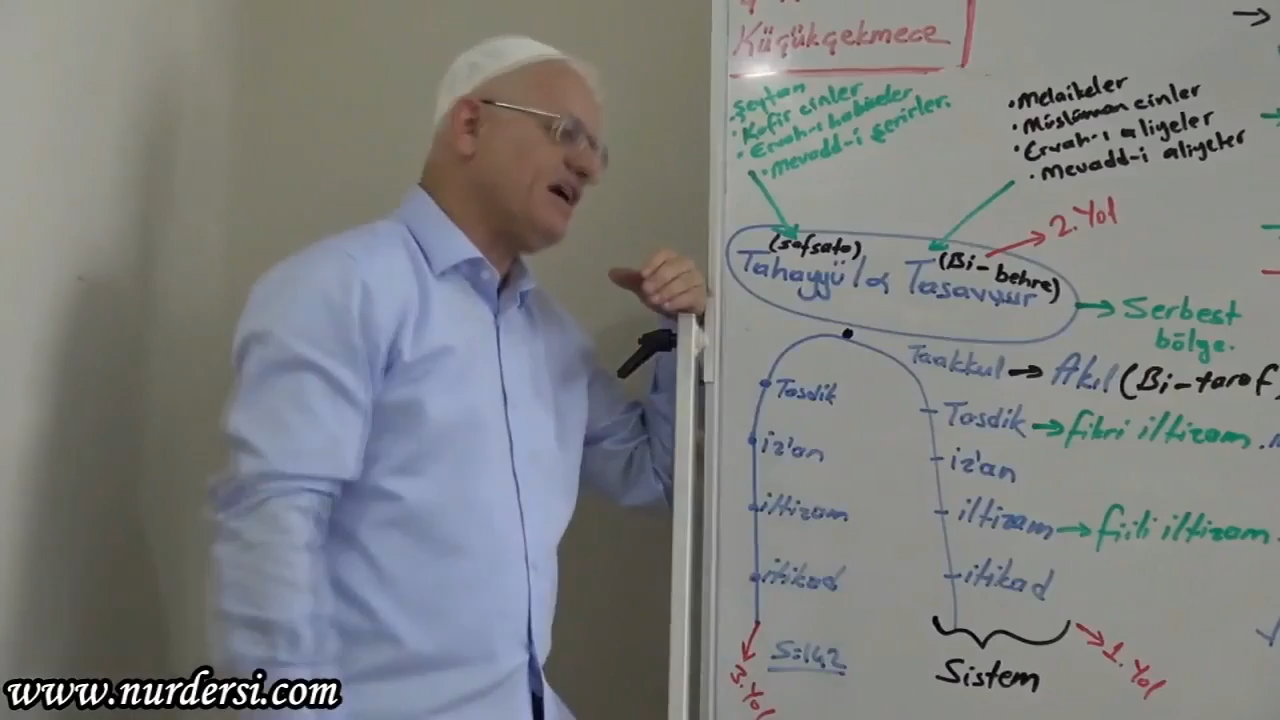 Küçükçekmece
• Şeytan
• Kafir cinler
• Ervah-ı habiseler
• mevadd-i şerirler.
• Melaikeler
• Müslüman cinler
• Ervah-ı aliyeler
• Mevadd-i aliyeler
2. Yol
(safsata)
(Bi-behre)
Tahayyül Tasavvur
Serbest
bölge.
Taakkul → Akıl (Bi-taraf)
Tasdik
iz'an
iltizam
itikad
Tasdik → fikri iltizam.
iz'an
iltizam → fiili iltizam.
itikad
S:142
Sistem
1. Yol
3. Yol
www.nurdersi.com